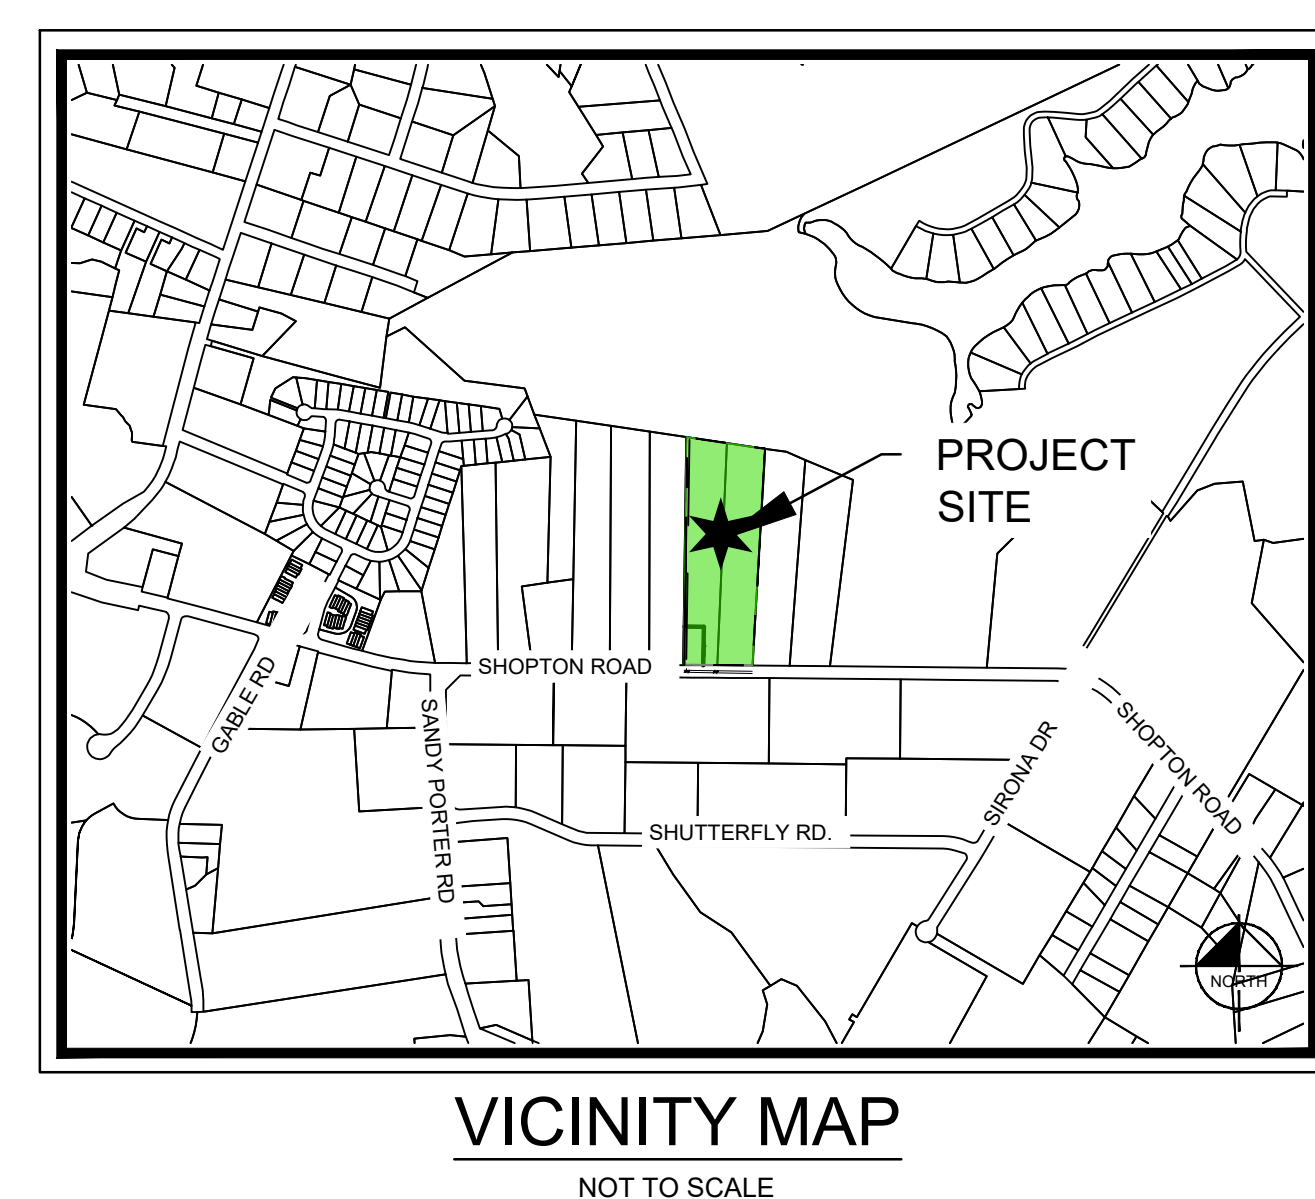 PROJECT
SITE
SHOPTON ROAD
GABLE RD
SANDY PORTER RD
SHOPTON ROAD
SIRONA DR
SHUTTERFLY RD.
NORTH
VICINITY MAP
NOT TO SCALE